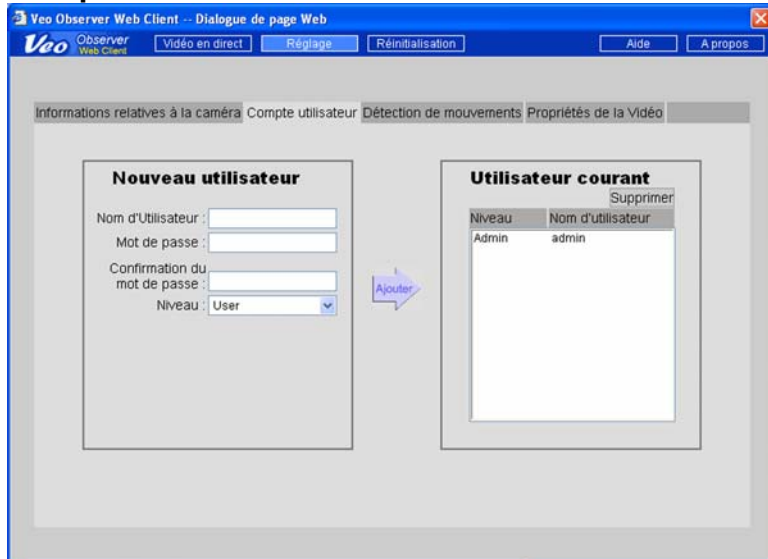 Veo Observer Web Client -- Dialogue de page Web
Veo Observer Web Client Vidéo en direct Réglage Réinitialisation Aide A propos
Informations relatives à la caméra Compte utilisateur Détection de mouvements Propriétés de la Vidéo
Nouveau utilisateur
Nom d'Utilisateur :
Mot de passe :
Confirmation du
mot de passe :
Niveau : User
Ajouter
Utilisateur courant
Supprimer
Niveau Nom d'utilisateur
Admin admin